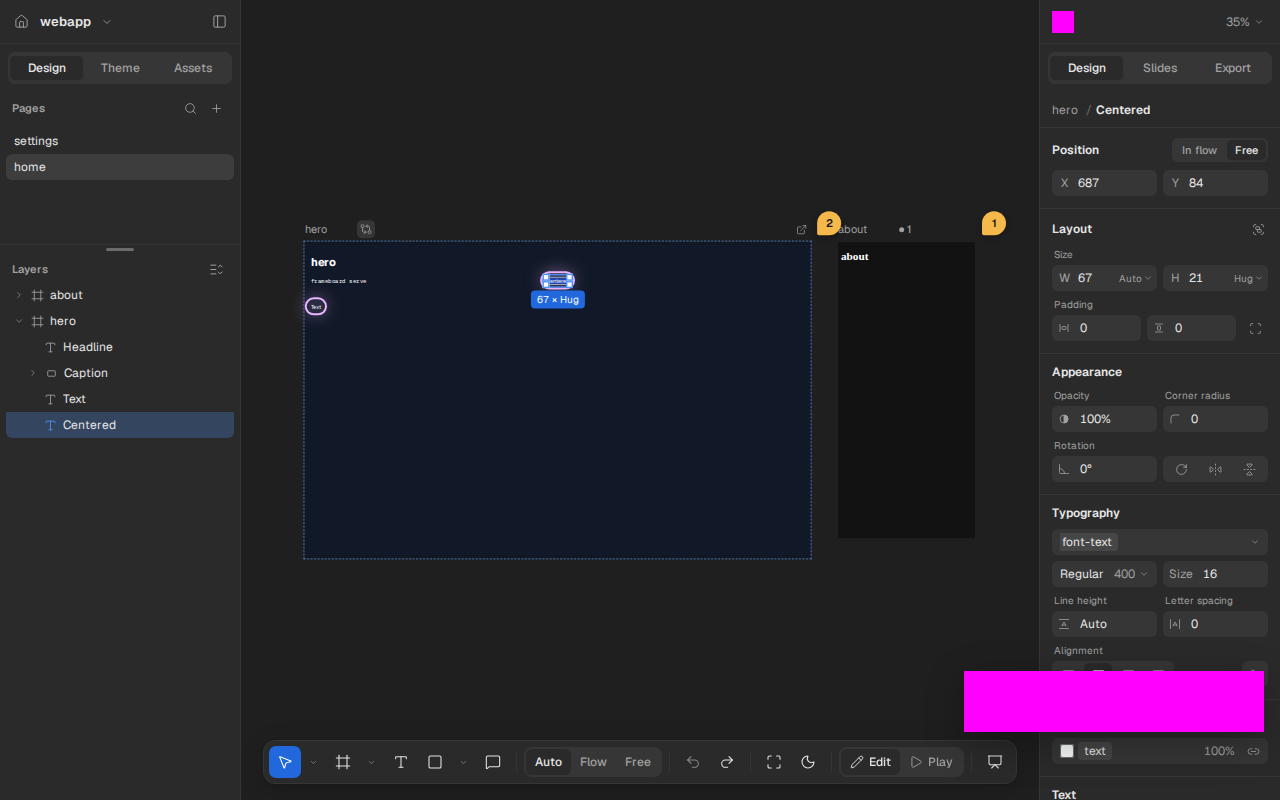 webapp
Design Theme Assets
Pages
settings
home
Layers
about
hero
Headline
Caption
Text
Centered
hero
2
about
1
1
hero
frameboard serve
Text
67 × Hug
about
35%
Design Slides Export
hero / Centered
Position In flow Free
X 687 Y 84
Layout
Size
W 67 Auto H 21 Hug
Padding
0 0
Appearance
Opacity Corner radius
100% 0
Rotation
0°
Typography
font-text
Regular 400 Size 16
Line height Letter spacing
Auto 0
Alignment
text 100%
Text
Auto Flow Free Edit Play